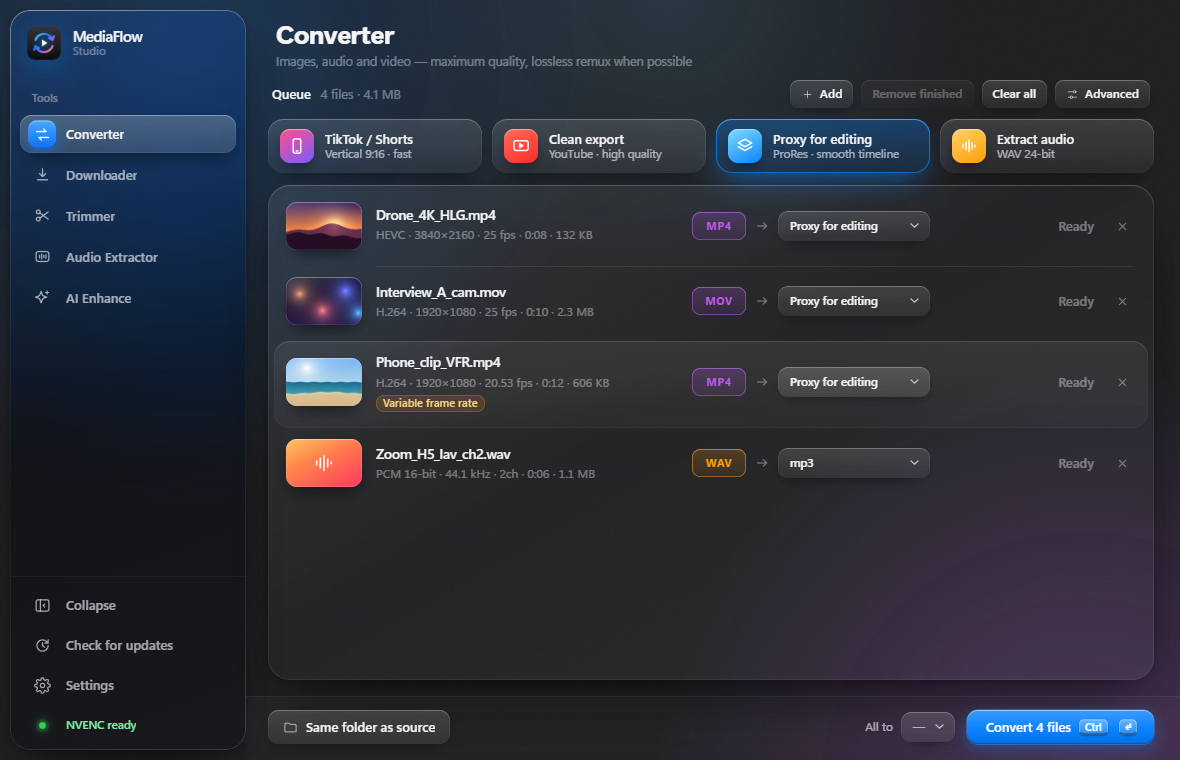 MediaFlow
Studio
Tools
Converter
Downloader
Trimmer
Audio Extractor
AI Enhance
Collapse
Check for updates
Settings
NVENC ready
Converter
Images, audio and video — maximum quality, lossless remux when possible
Queue 4 files · 4.1 MB
+ Add
Remove finished
Clear all
Advanced
TikTok / Shorts
Vertical 9:16 · fast
Clean export
YouTube · high quality
Proxy for editing
ProRes · smooth timeline
Extract audio
WAV 24-bit
Drone_4K_HLG.mp4
HEVC · 3840×2160 · 25 fps · 0:08 · 132 KB
MP4 → Proxy for editing Ready ×
Interview_A_cam.mov
H.264 · 1920×1080 · 25 fps · 0:10 · 2.3 MB
MOV → Proxy for editing Ready ×
Phone_clip_VFR.mp4
H.264 · 1920×1080 · 20.53 fps · 0:12 · 606 KB
Variable frame rate
MP4 → Proxy for editing Ready ×
Zoom_H5_lav_ch2.wav
PCM 16-bit · 44.1 kHz · 2ch · 0:06 · 1.1 MB
WAV → mp3 Ready ×
Same folder as source
All to —
Convert 4 files Ctrl ⏎